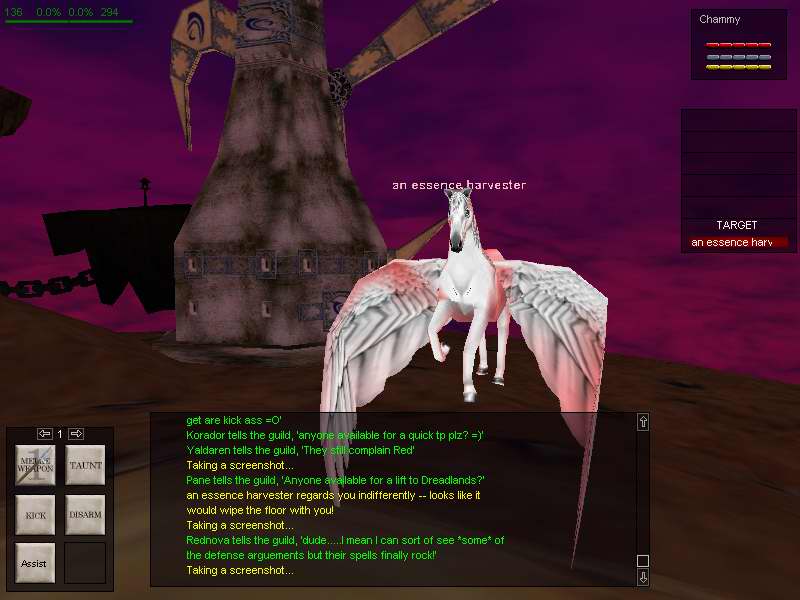 136 0.0% 0.0% 294
Chammy
an essence harvester
TARGET
an essence harv
get are kick ass =O'
Korador tells the guild, 'anyone available for a quick tp plz? =)'
Yaldaren tells the guild, 'They still complain Red'
Taking a screenshot...
Pane tells the guild, 'Anyone available for a lift to Dreadlands?'
an essence harvester regards you indifferently -- looks like it
would wipe the floor with you!
Taking a screenshot...
Rednova tells the guild, 'dude.....I mean I can sort of see *some* of
the defense arguements but their spells finally rock!'
Taking a screenshot...
1
MELEE
WEAPON
1
TAUNT
KICK
DISARM
Assist